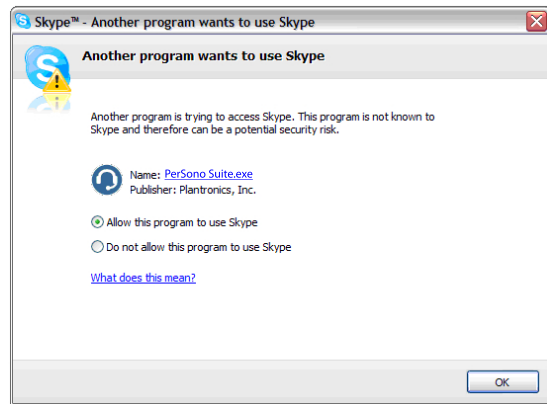 Skype™ - Another program wants to use Skype
Another program wants to use Skype
Another program is trying to access Skype. This program is not known to
Skype and therefore can be a potential security risk.
Name: PerSono Suite.exe
Publisher: Plantronics, Inc.
Allow this program to use Skype
Do not allow this program to use Skype
What does this mean?
OK